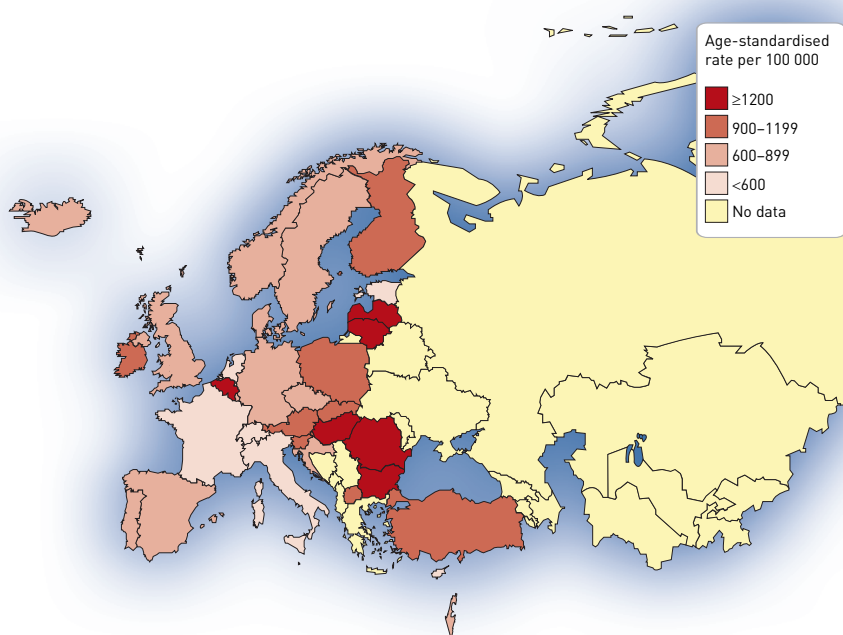 Age-standardised
rate per 100 000
≥1200
900–1199
600–899
<600
No data